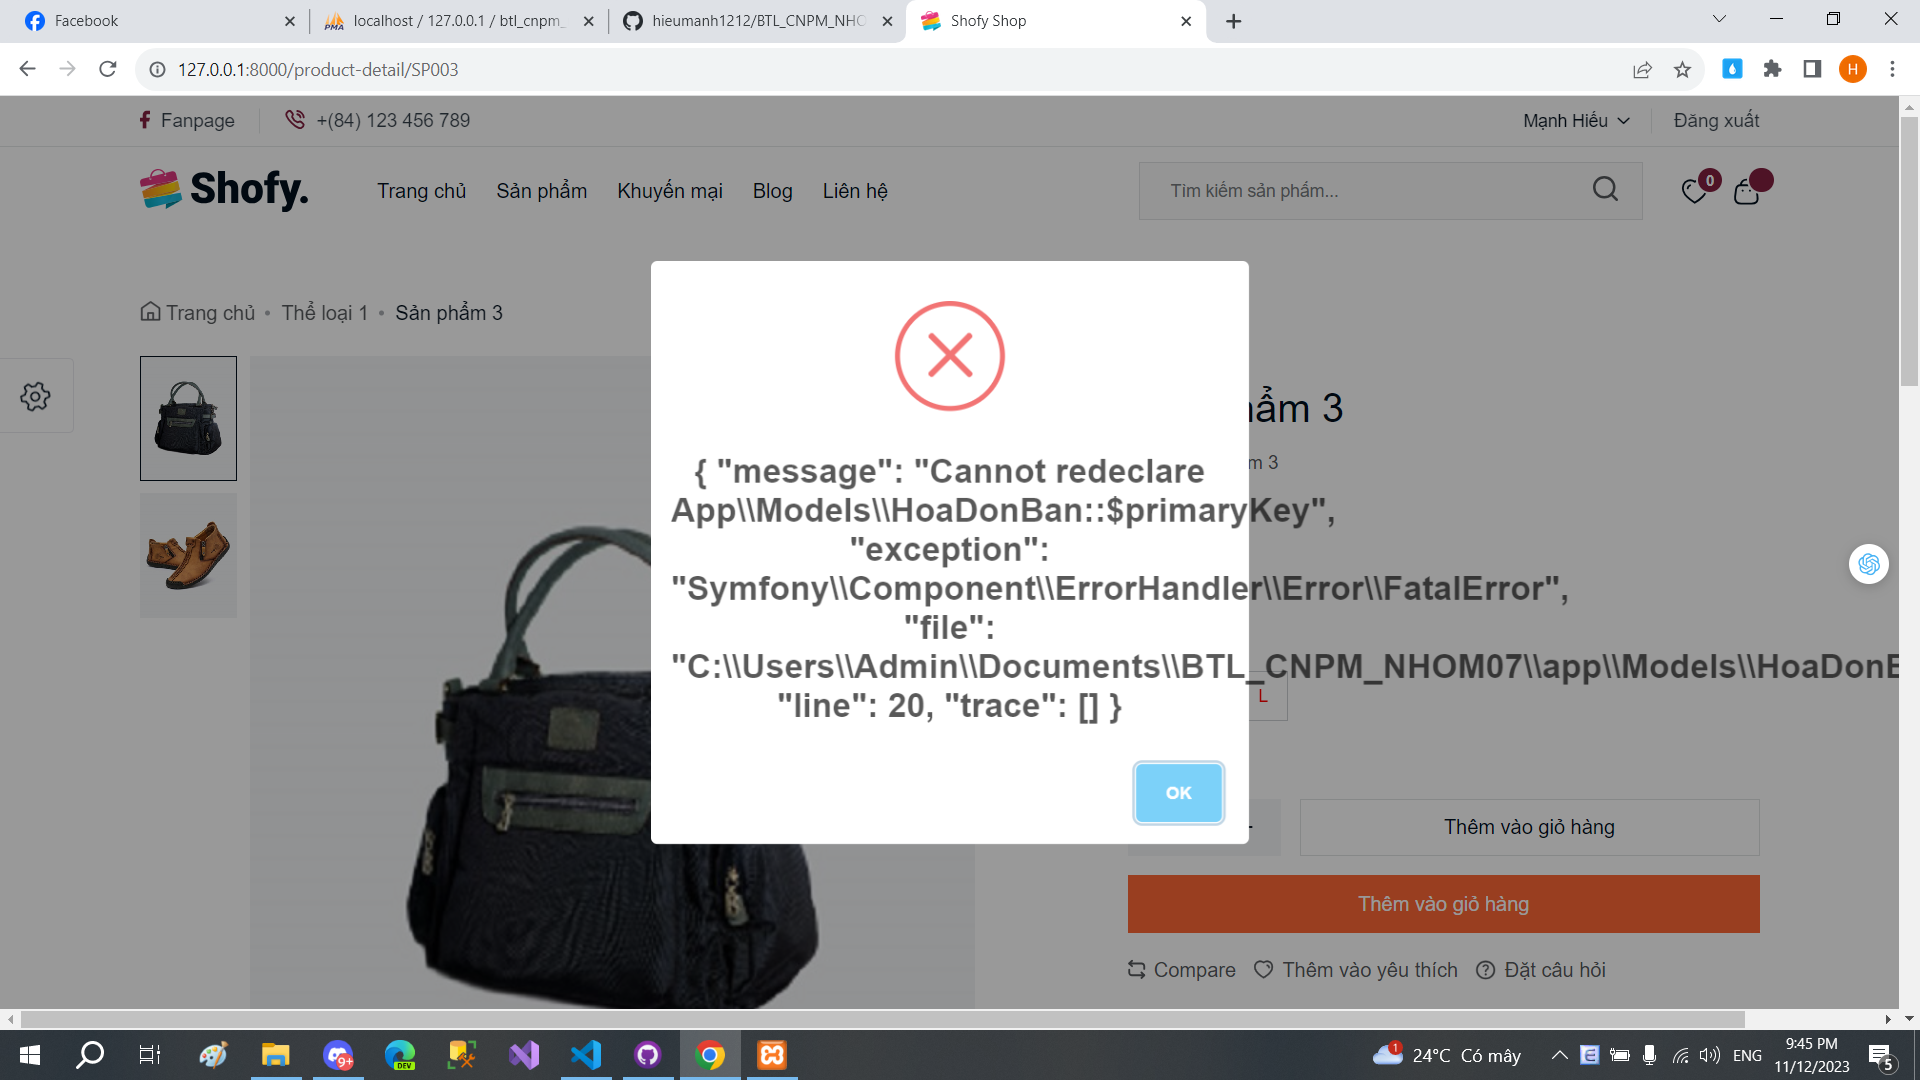 Facebook
localhost / 127.0.0.1 / btl_cnpm_
hieumanh1212/BTL_CNPM_NHO
Shofy Shop
127.0.0.1:8000/product-detail/SP003
H
Fanpage
+(84) 123 456 789
Mạnh Hiếu
Đăng xuất
Shofy.
Trang chủ
Sản phẩm
Khuyến mại
Blog
Liên hệ
Tìm kiếm sản phẩm...
0
Trang chủ • Thể loại 1 • Sản phẩm 3
ẩm 3
m 3
{ "message": "Cannot redeclare
App\\Models\\HoaDonBan::$primaryKey",
"exception":
"Symfony\\Component\\ErrorHandler\\Error\\FatalError",
"file":
"C:\\Users\\Admin\\Documents\\BTL_CNPM_NHOM07\\app\\Models\\HoaDonB
"line": 20, "trace": [] }
L
OK
Thêm vào giỏ hàng
Thêm vào giỏ hàng
Compare
Thêm vào yêu thích
Đặt câu hỏi
9+
DEV
1
24°C Có mây
ENG
9:45 PM
11/12/2023
5